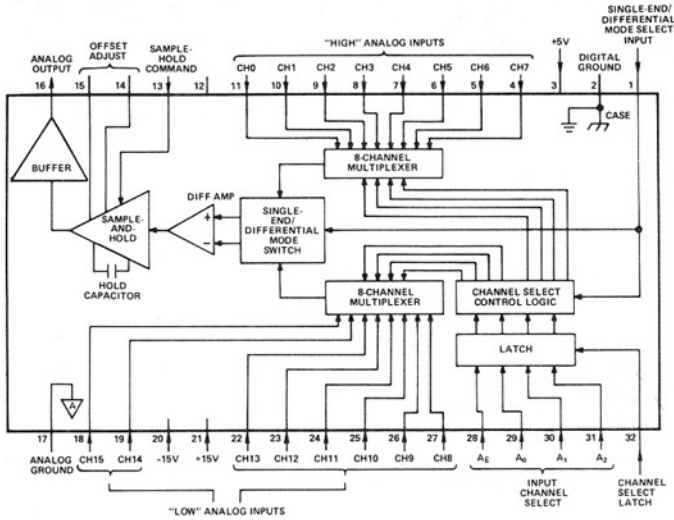 SINGLE-END/
DIFFERENTIAL
MODE SELECT
INPUT
ANALOG
OUTPUT
OFFSET
ADJUST
SAMPLE-
HOLD
COMMAND
"HIGH" ANALOG INPUTS
CH0 CH1 CH2 CH3 CH4 CH5 CH6 CH7
+5V
DIGITAL
GROUND
16 15 14 13 12 11 10 9 8 7 6 5 4 3 2 1
CASE
BUFFER
8-CHANNEL
MULTIPLEXER
DIFF AMP
SAMPLE-
AND-
HOLD
+
−
SINGLE-
END/
DIFFERENTIAL
MODE
SWITCH
HOLD
CAPACITOR
8-CHANNEL
MULTIPLEXER
CHANNEL SELECT
CONTROL LOGIC
LATCH
A
17 18 19 20 21 22 23 24 25 26 27 28 29 30 31 32
ANALOG
GROUND
CH15 CH14 -15V +15V CH13 CH12 CH11 CH10 CH9 CH8 AE A0 A1 A2
"LOW" ANALOG INPUTS
INPUT
CHANNEL
SELECT
CHANNEL
SELECT
LATCH